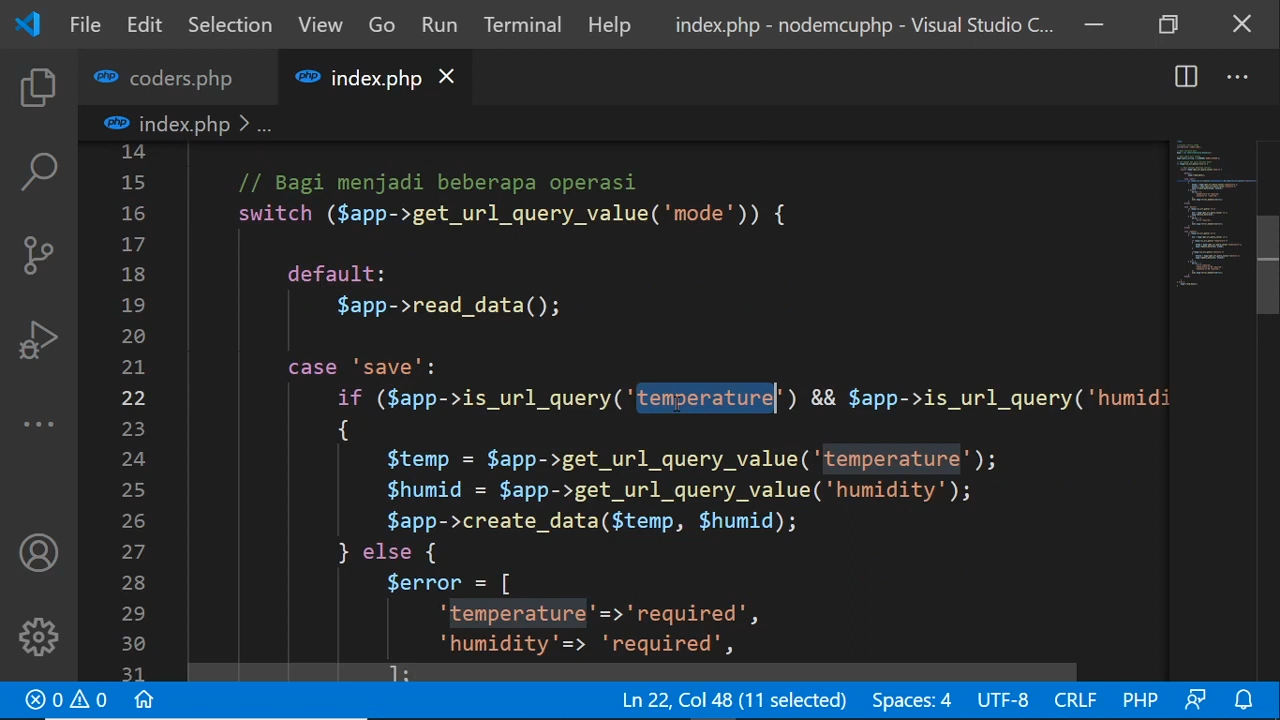 File Edit Selection View Go Run Terminal Help index.php - nodemcuphp - Visual Studio C...
coders.php index.php
index.php > ...
14
15 // Bagi menjadi beberapa operasi
16 switch ($app->get_url_query_value('mode')) {
17
18 default:
19 $app->read_data();
20
21 case 'save':
22 if ($app->is_url_query('temperature') && $app->is_url_query('humidi
23 {
24 $temp = $app->get_url_query_value('temperature');
25 $humid = $app->get_url_query_value('humidity');
26 $app->create_data($temp, $humid);
27 } else {
28 $error = [
29 'temperature'=>'required',
30 'humidity'=> 'required',
31 ];
0 0 Ln 22, Col 48 (11 selected) Spaces: 4 UTF-8 CRLF PHP